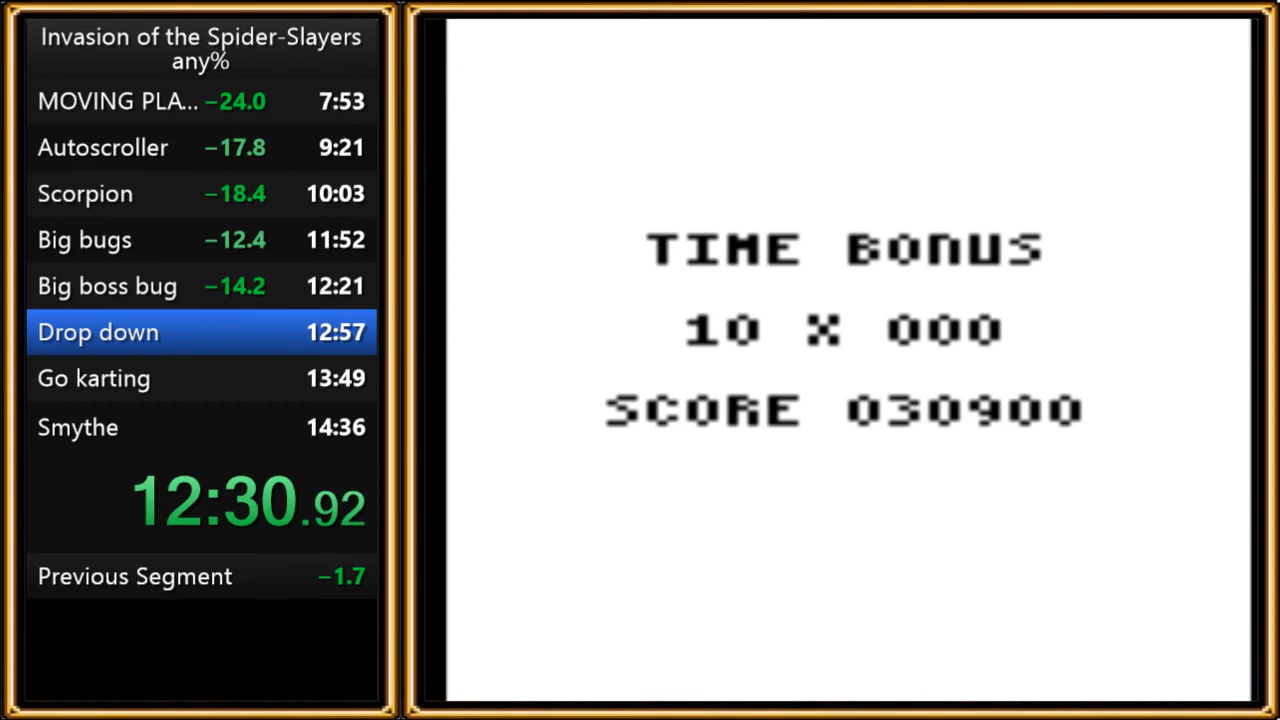 Invasion of the Spider-Slayers
any%
MOVING PLA... -24.0 7:53
Autoscroller -17.8 9:21
Scorpion -18.4 10:03
Big bugs -12.4 11:52
Big boss bug -14.2 12:21
Drop down 12:57
Go karting 13:49
Smythe 14:36
12:30.92
Previous Segment -1.7
TIME BONUS
10 X 000
SCORE 030900